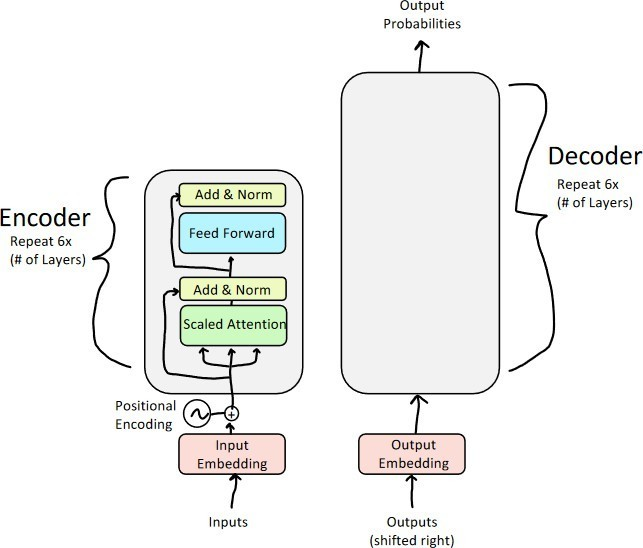 Output
Probabilities
Decoder
Repeat 6x
(# of Layers)
Encoder
Repeat 6x
(# of Layers)
Add & Norm
Feed Forward
Add & Norm
Scaled Attention
Positional
Encoding
+
Input
Embedding
Output
Embedding
Inputs
Outputs
(shifted right)